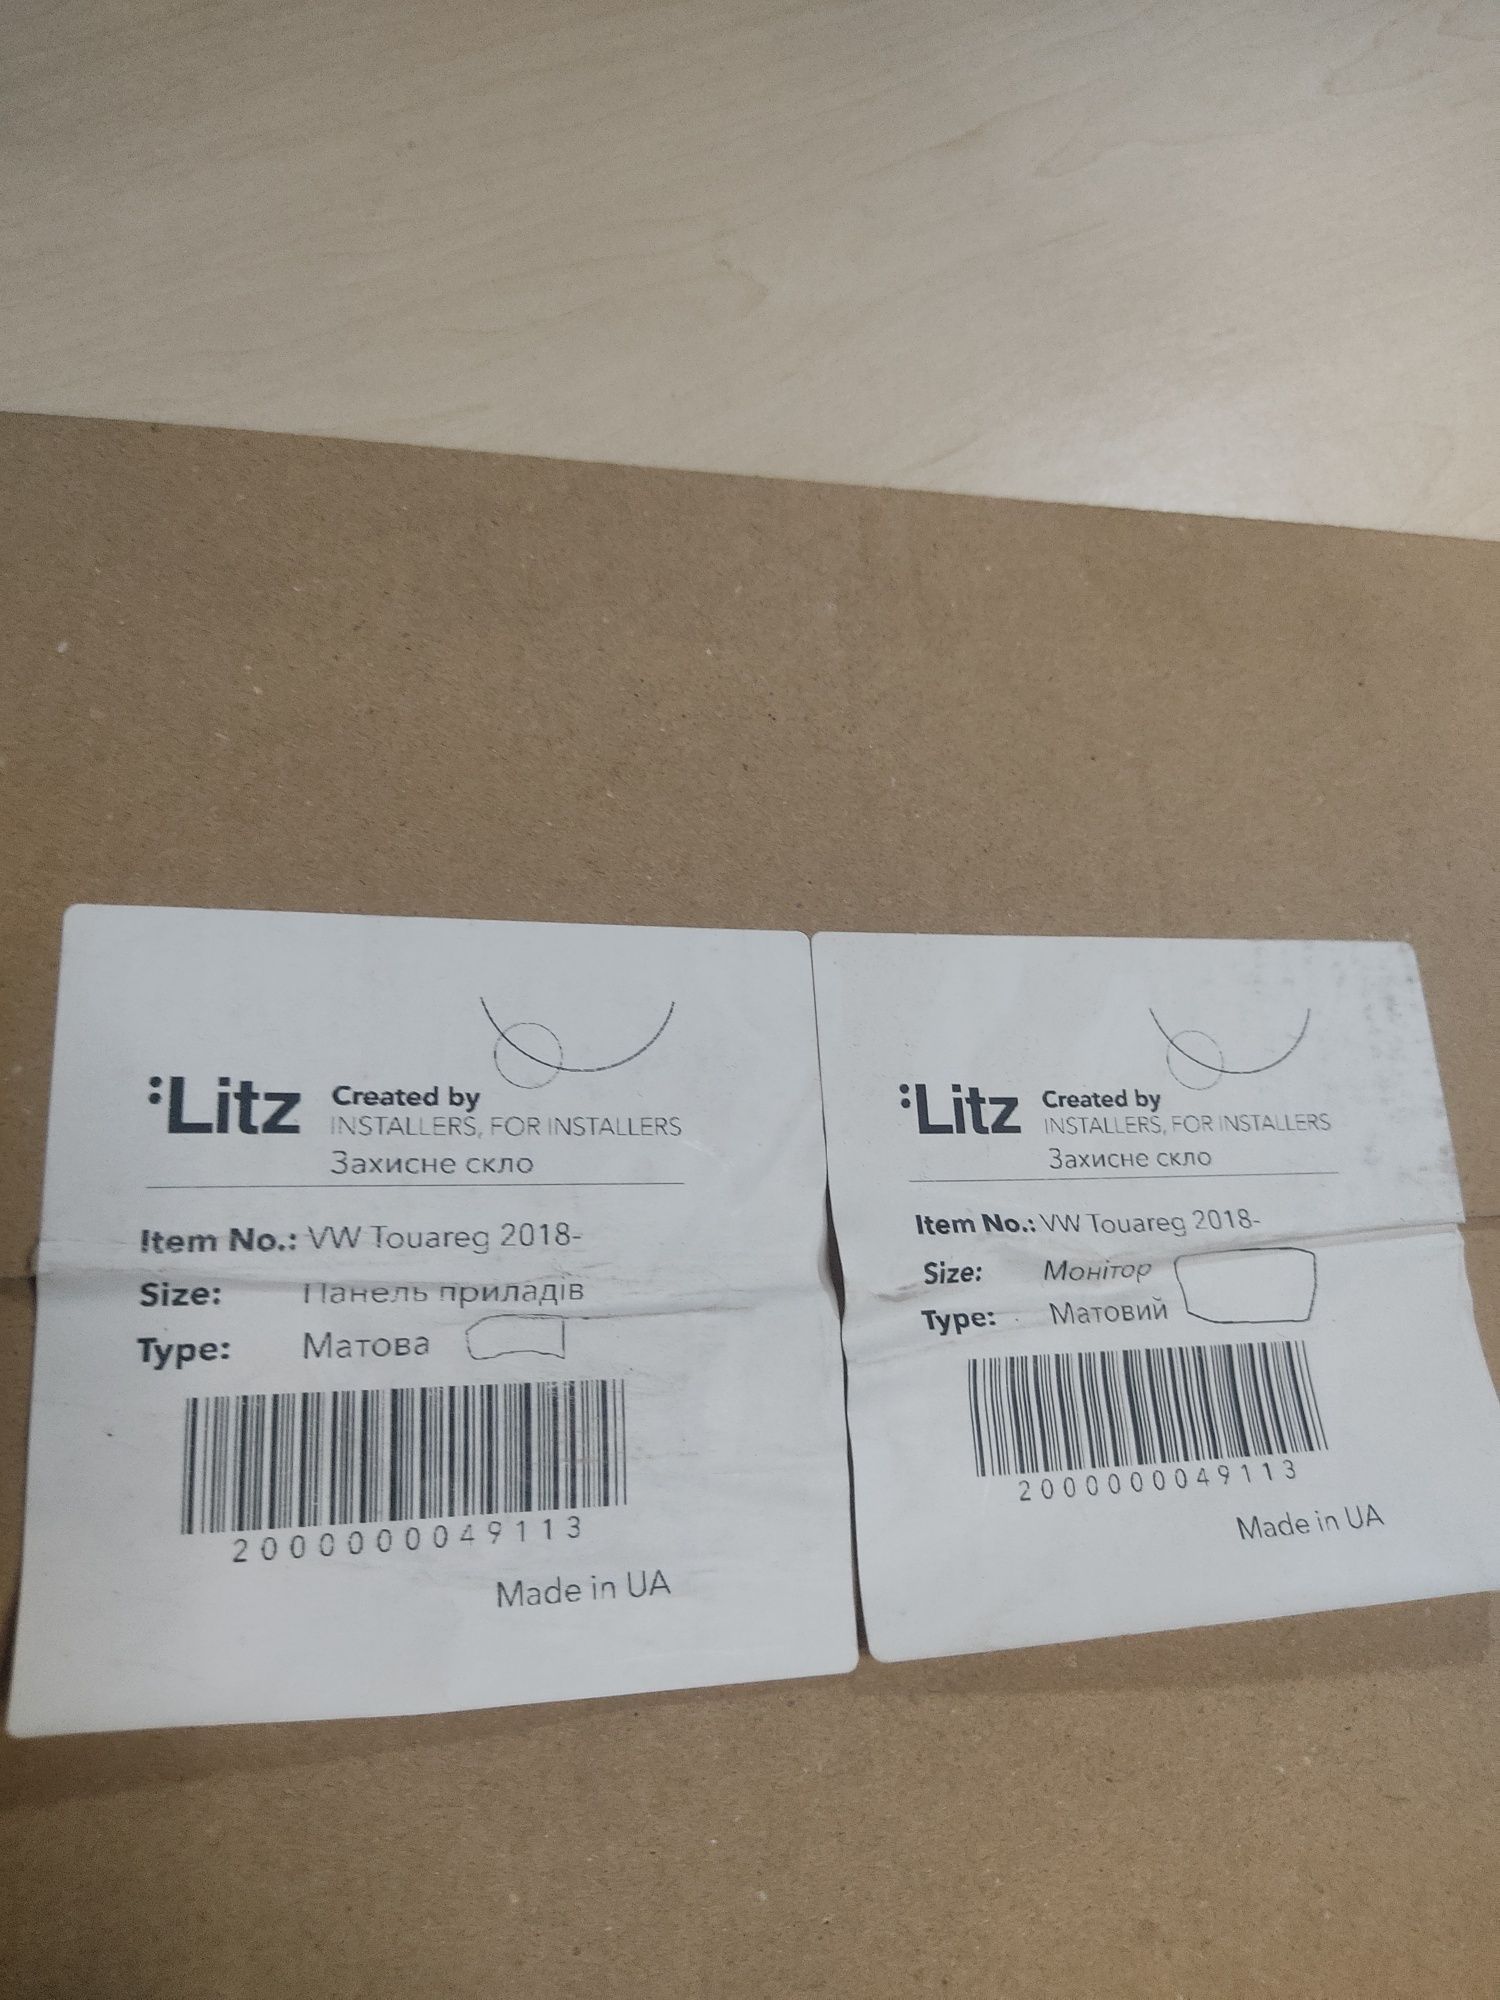 :Litz
Created by
INSTALLERS, FOR INSTALLERS
Захисне скло
Item No.: VW Touareg 2018-
Size: Панель приладів
Type: Матова
2000000049113
Made in UA
:Litz
Created by
INSTALLERS, FOR INSTALLERS
Захисне скло
Item No.: VW Touareg 2018-
Size: Монітор
Type: Матовий
2000000049113
Made in UA